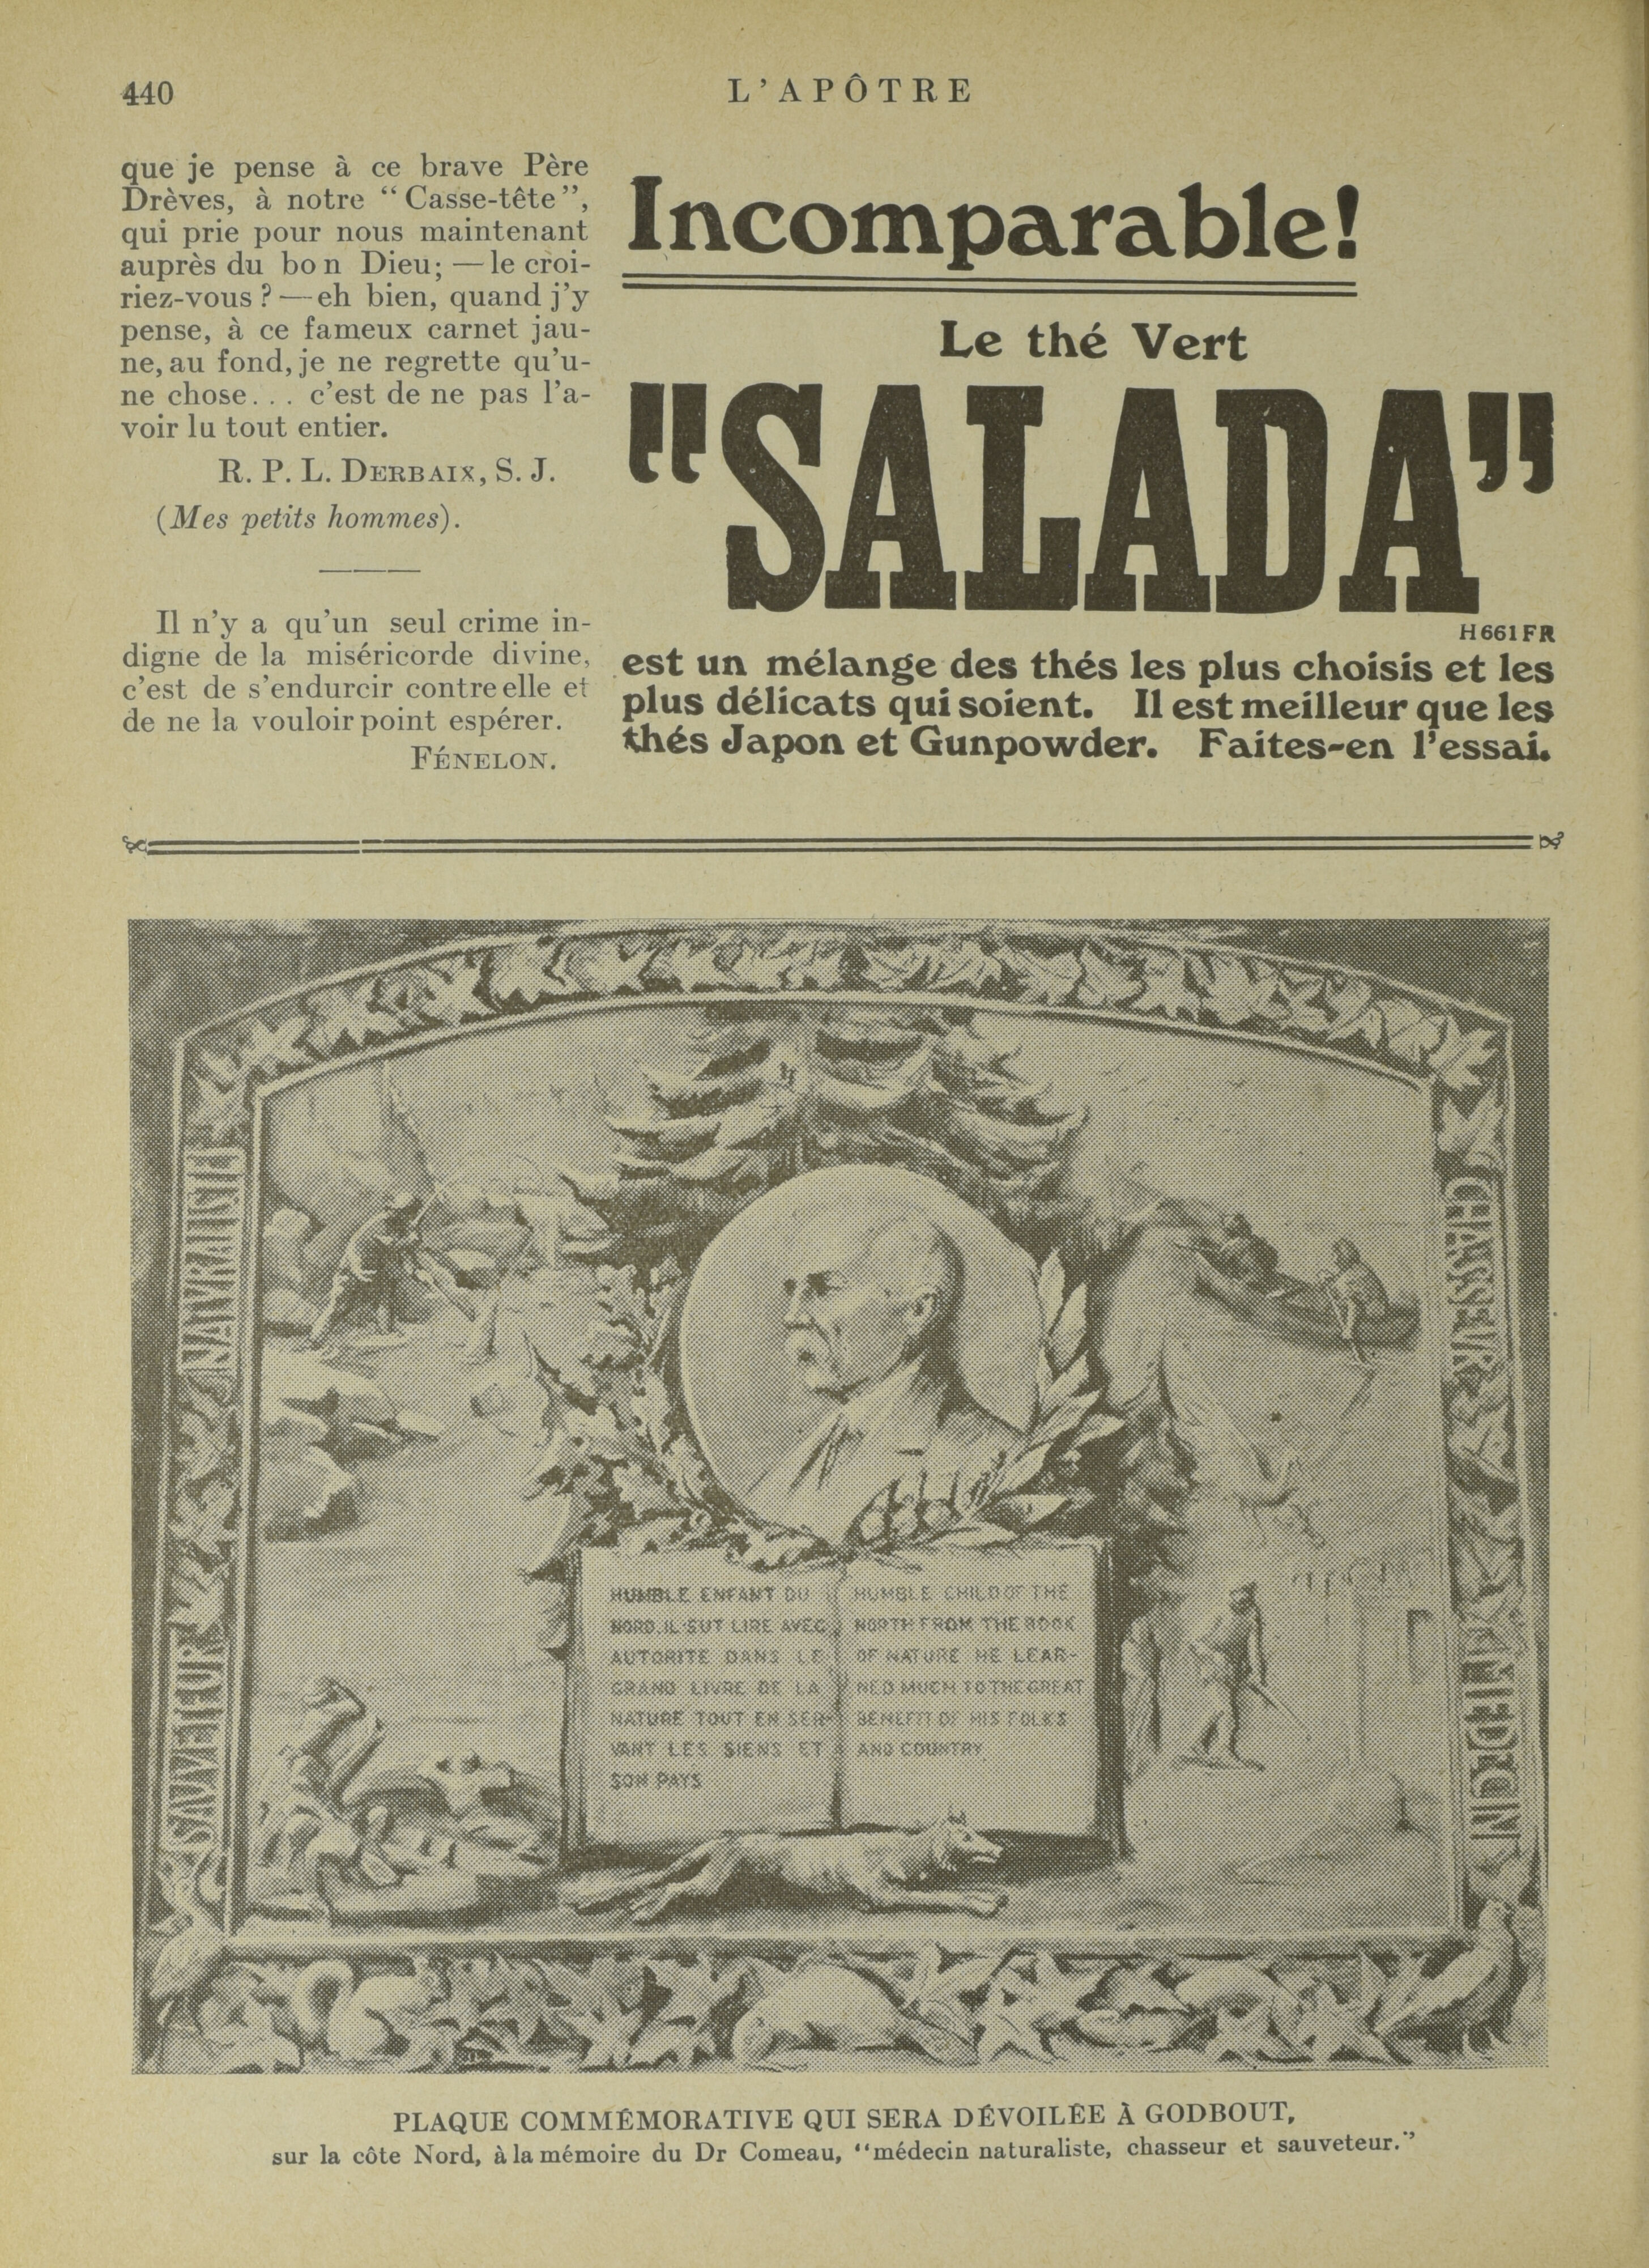 440
L'APÔTRE
que je pense à ce brave Père
Drèves, à notre “Casse-tête”,
qui prie pour nous maintenant
auprès du bon Dieu; — le croi-
riez-vous ? — eh bien, quand j'y
pense, à ce fameux carnet jau-
ne, au fond, je ne regrette qu'u-
ne chose... c'est de ne pas l'a-
voir lu tout entier.
R. P. L. DERBAIX, S. J.
(Mes petits hommes).
Il n'y a qu'un seul crime in-
digne de la miséricorde divine,
c'est de s'endurcir contre elle et
de ne la vouloir point espérer.
FÉNELON.
Incomparable!
Le thé Vert
"SALADA"
H661FR
est un mélange des thés les plus choisis et les
plus délicats qui soient. Il est meilleur que les
thés Japon et Gunpowder. Faites-en l'essai.
NATVRALISTE
SAVVETEVR
CHASSEVR
MEDECIN
HUMBLE ENFANT DU
NORD, IL SUT LIRE AVEC
AUTORITE DANS LE
GRAND LIVRE DE LA
NATURE TOUT EN SER-
VANT LES SIENS ET
SON PAYS
HUMBLE CHILD OF THE
NORTH FROM THE BOOK
OF NATURE HE LEAR-
NED MUCH TO THE GREAT
BENEFIT OF HIS FOLKS
AND COUNTRY
PLAQUE COMMÉMORATIVE QUI SERA DÉVOILÉE À GODBOUT,
sur la côte Nord, à la mémoire du Dr Comeau, “médecin naturaliste, chasseur et sauveteur.”